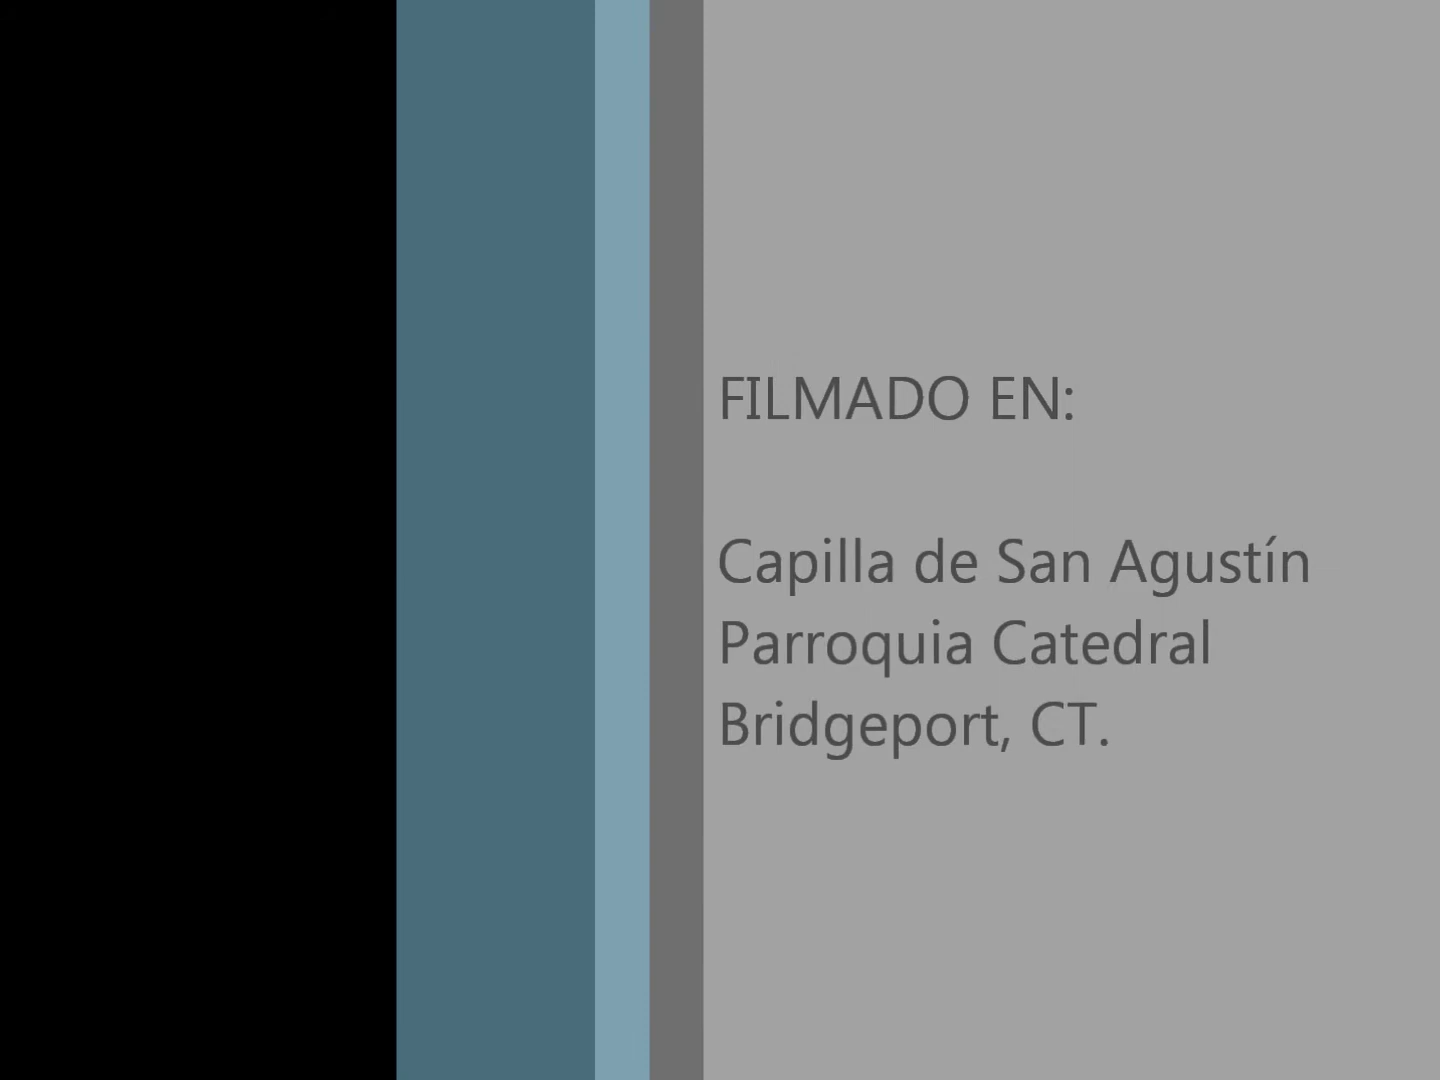 FILMADO EN:
Capilla de San Agustín
Parroquia Catedral
Bridgeport, CT.